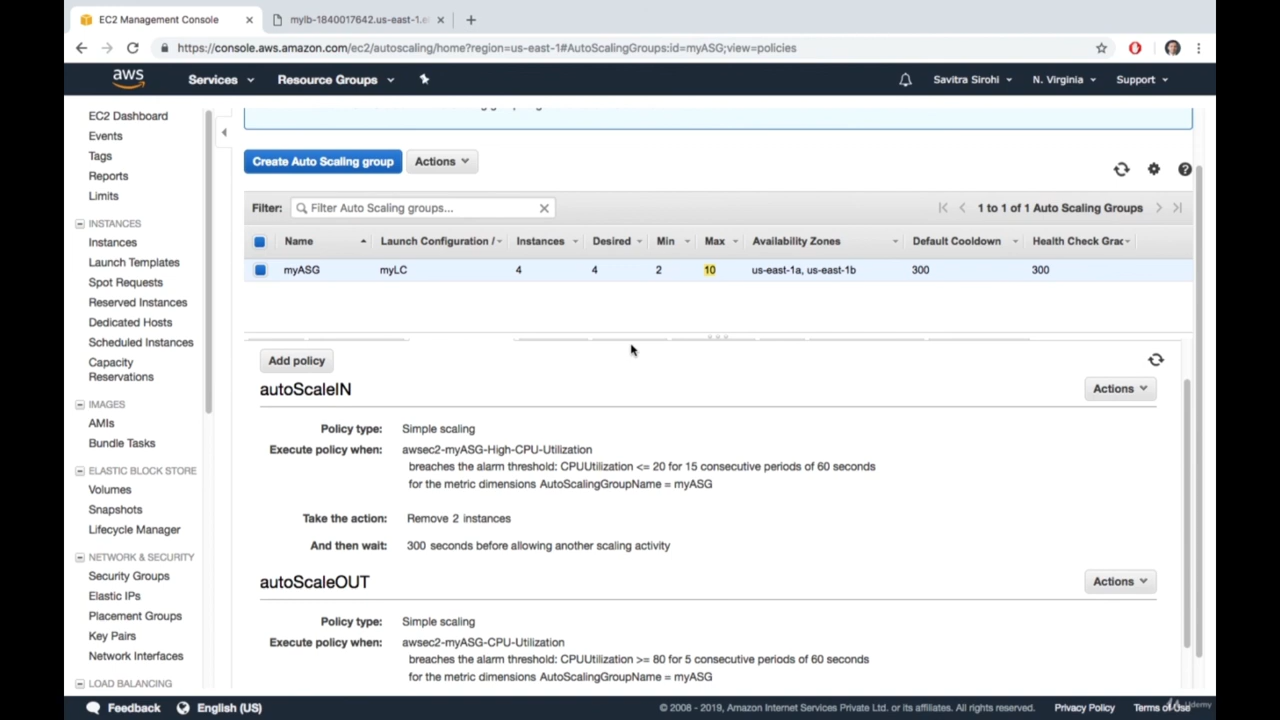 EC2 Management Console
mylb-1840017642.us-east-1.e
https://console.aws.amazon.com/ec2/autoscaling/home?region=us-east-1#AutoScalingGroups:id=myASG;view=policies
aws Services Resource Groups Savitra Sirohi N. Virginia Support
EC2 Dashboard
Events
Tags
Reports
Limits
INSTANCES
Instances
Launch Templates
Spot Requests
Reserved Instances
Dedicated Hosts
Scheduled Instances
Capacity
Reservations
IMAGES
AMIs
Bundle Tasks
ELASTIC BLOCK STORE
Volumes
Snapshots
Lifecycle Manager
NETWORK & SECURITY
Security Groups
Elastic IPs
Placement Groups
Key Pairs
Network Interfaces
LOAD BALANCING
Create Auto Scaling group Actions
Filter: Filter Auto Scaling groups... 1 to 1 of 1 Auto Scaling Groups
Name Launch Configuration / Instances Desired Min Max Availability Zones Default Cooldown Health Check Grac
myASG myLC 4 4 2 10 us-east-1a, us-east-1b 300 300
Add policy
autoScaleIN Actions
Policy type: Simple scaling
Execute policy when: awsec2-myASG-High-CPU-Utilization
breaches the alarm threshold: CPUUtilization <= 20 for 15 consecutive periods of 60 seconds
for the metric dimensions AutoScalingGroupName = myASG
Take the action: Remove 2 instances
And then wait: 300 seconds before allowing another scaling activity
autoScaleOUT Actions
Policy type: Simple scaling
Execute policy when: awsec2-myASG-CPU-Utilization
breaches the alarm threshold: CPUUtilization >= 80 for 5 consecutive periods of 60 seconds
for the metric dimensions AutoScalingGroupName = myASG
Feedback English (US) © 2008 - 2019, Amazon Internet Services Private Ltd. or its affiliates. All rights reserved. Privacy Policy Terms of Use
Udemy